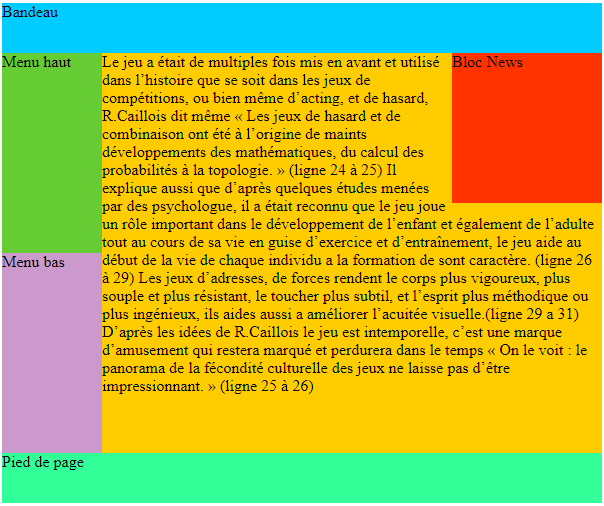 Bandeau
Menu haut
Le jeu a était de multiples fois mis en avant et utilisé
dans l’histoire que se soit dans les jeux de
compétitions, ou bien même d’acting, et de hasard,
R.Caillois dit même « Les jeux de hasard et de
combinaison ont été à l’origine de maints
développements des mathématiques, du calcul des
probabilités à la topologie. » (ligne 24 à 25) Il
explique aussi que d’après quelques études menées
par des psychologue, il a était reconnu que le jeu joue
un rôle important dans le développement de l’enfant et également de l’adulte
tout au cours de sa vie en guise d’exercice et d’entraînement, le jeu aide au
début de la vie de chaque individu a la formation de sont caractère. (ligne 26
à 29) Les jeux d’adresses, de forces rendent le corps plus vigoureux, plus
souple et plus résistant, le toucher plus subtil, et l’esprit plus méthodique ou
plus ingénieux, ils aides aussi a améliorer l’acuitée visuelle.(ligne 29 a 31)
D’après les idées de R.Caillois le jeu est intemporelle, c’est une marque
d’amusement qui restera marqué et perdurera dans le temps « On le voit : le
panorama de la fécondité culturelle des jeux ne laisse pas d’être
impressionnant. » (ligne 25 à 26)
Bloc News
Menu bas
Pied de page